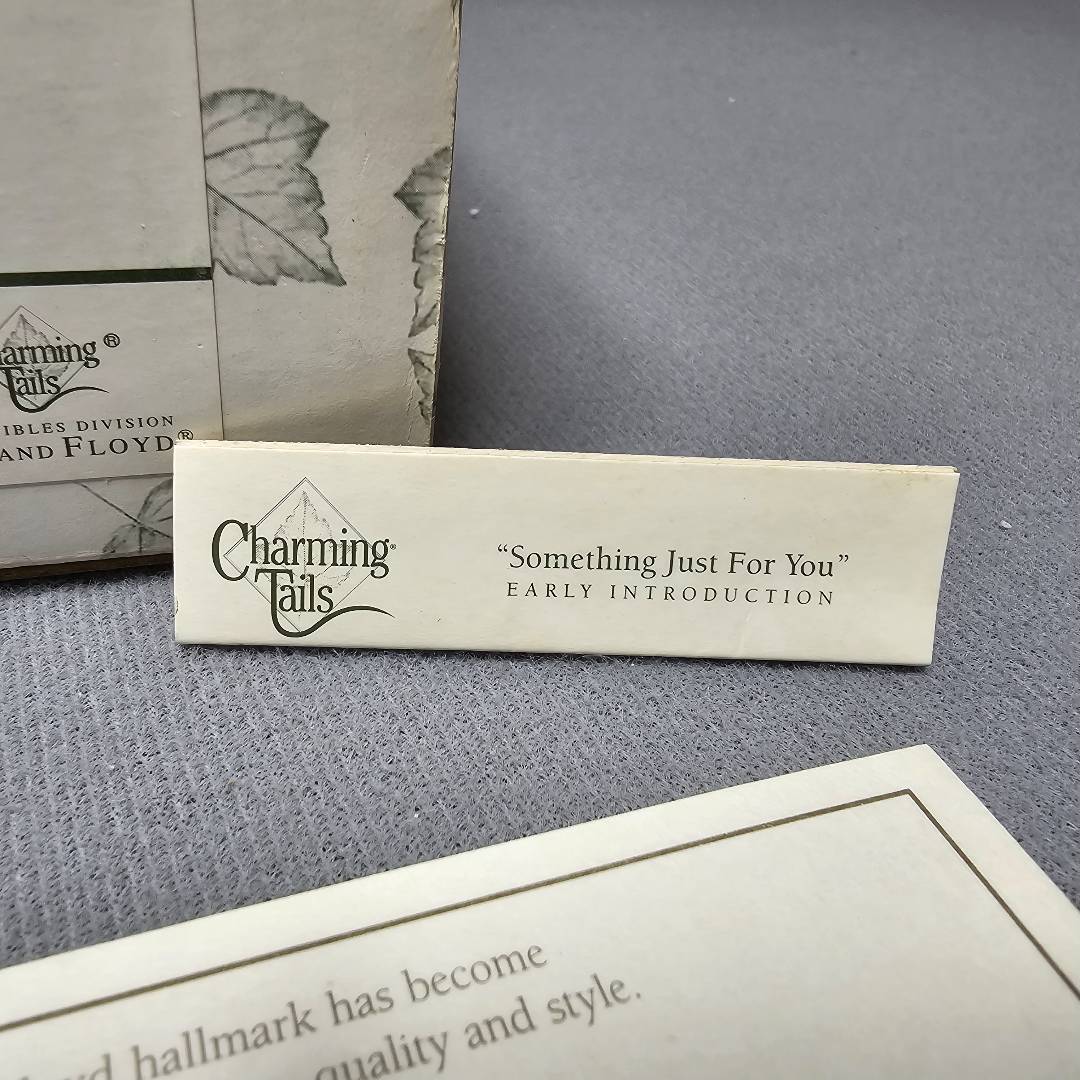 arming ®
Tails
IBLES DIVISION
AND FLOYD®
Charming
Tails
“Something Just For You”
EARLY INTRODUCTION
hallmark has become
quality and style.